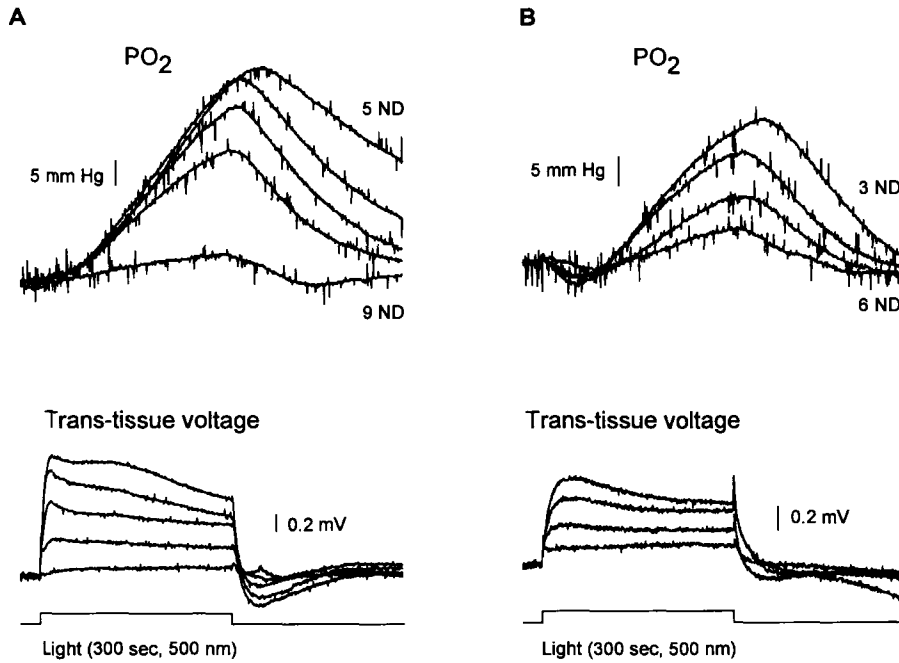 A
PO2
5 ND
5 mm Hg
9 ND
Trans-tissue voltage
0.2 mV
Light (300 sec, 500 nm)
B
PO2
5 mm Hg
3 ND
6 ND
Trans-tissue voltage
0.2 mV
Light (300 sec, 500 nm)